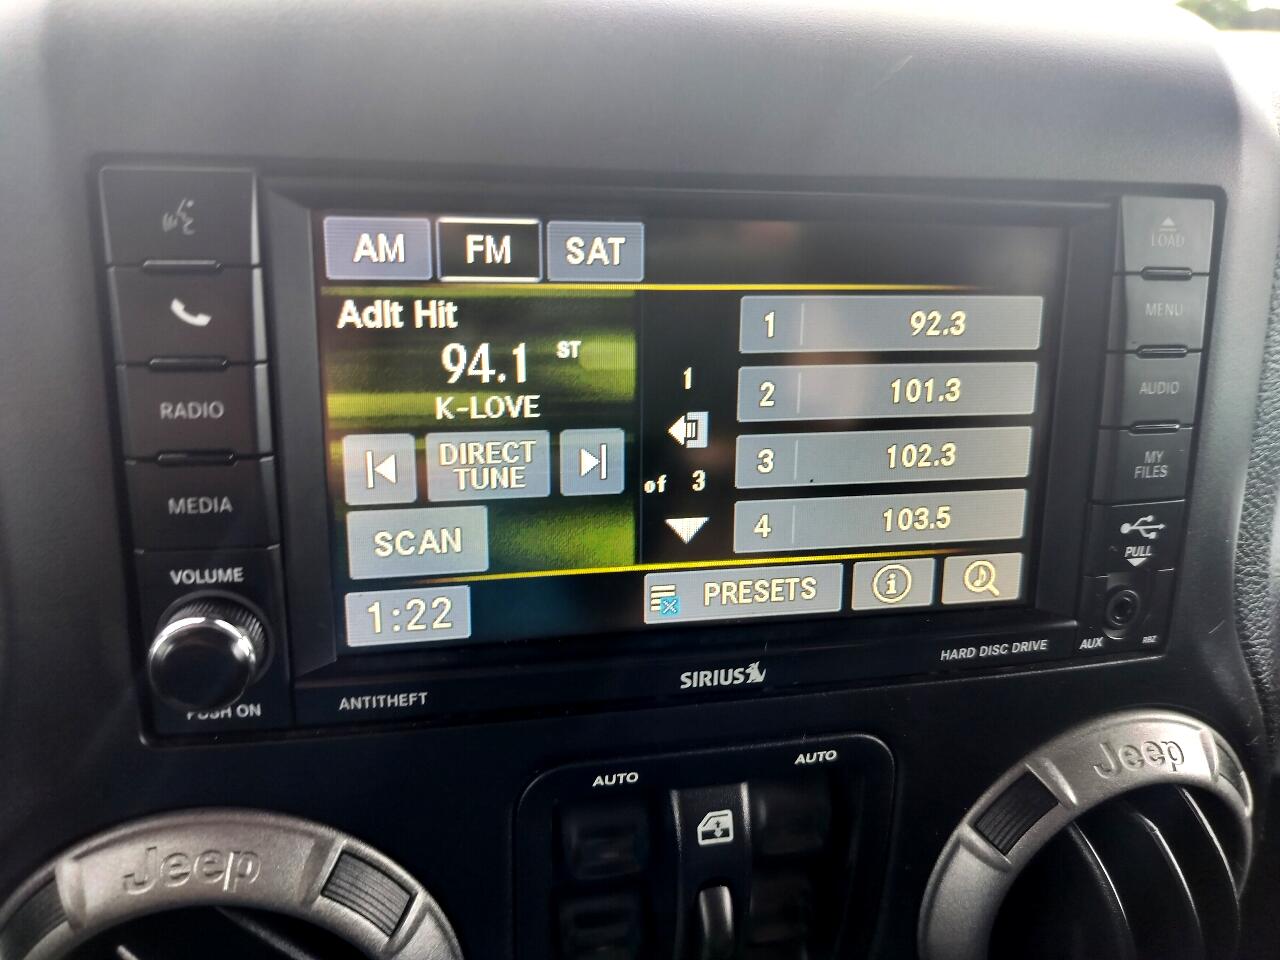 AM FM SAT
Adlt Hit
94.1 ST
K-LOVE
DIRECT
TUNE
SCAN
1:22
1
of 3
1 92.3
2 101.3
3 102.3
4 103.5
PRESETS
RADIO
MEDIA
VOLUME
PUSH ON
LOAD
MENU
AUDIO
MY
FILES
PULL
AUX
RBZ
ANTITHEFT
SIRIUS
HARD DISC DRIVE
AUTO
AUTO
Jeep
Jeep